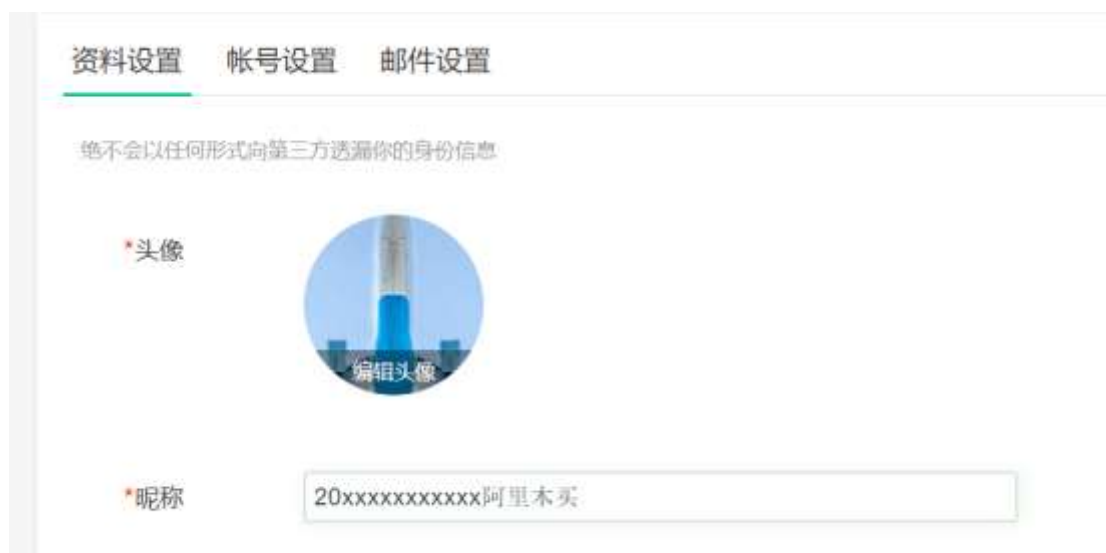 资料设置 帐号设置 邮件设置
绝不会以任何形式向第三方透漏你的身份信息
*头像
编辑头像
*昵称 20xxxxxxxxxxx阿里木买